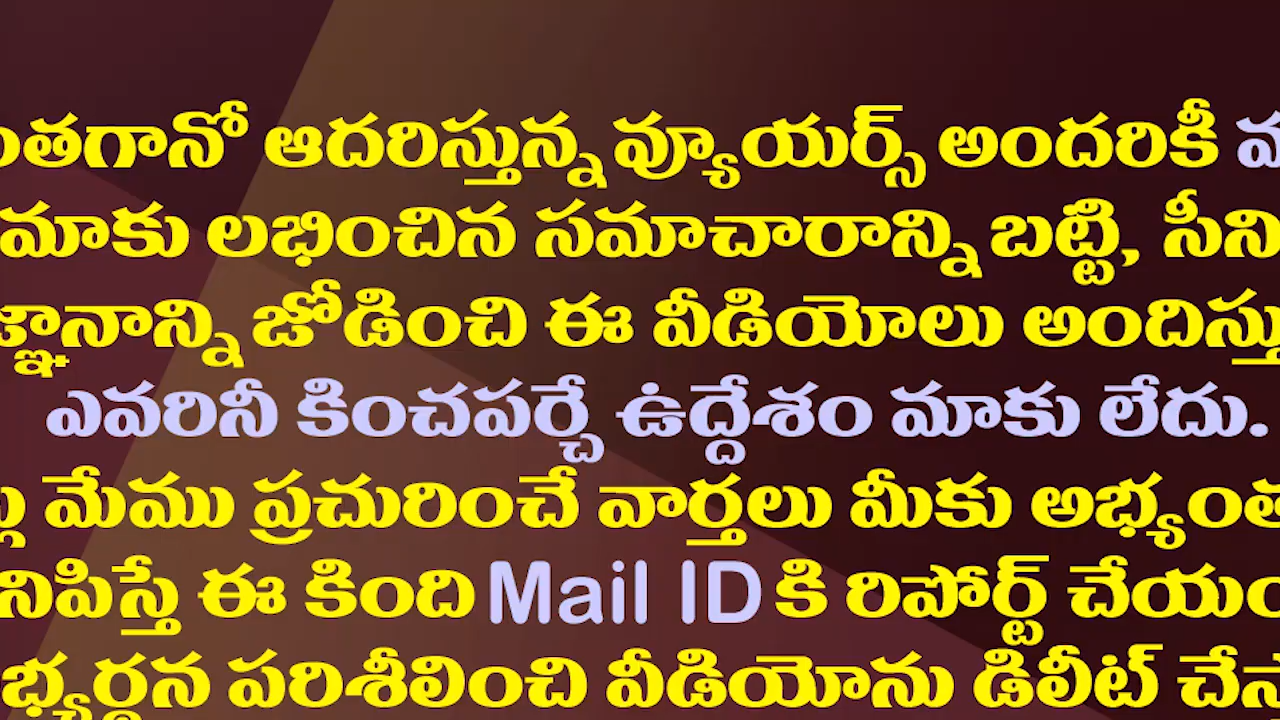 ఆదరిస్తున్న వ్యూయర్స్ అందరికీ
మాకు లభించిన సమాచారాన్ని బట్టి,
జోడించి ఈ వీడియోలు
ఎవరినీ కించపర్చే ఉద్దేశం మాకు లేదు.
మేము ప్రచురించే వార్తలు మీకు
ఈ కింది Mail ID కి రిపోర్ట్
పరిశీలించి వీడియోను డిలీట్